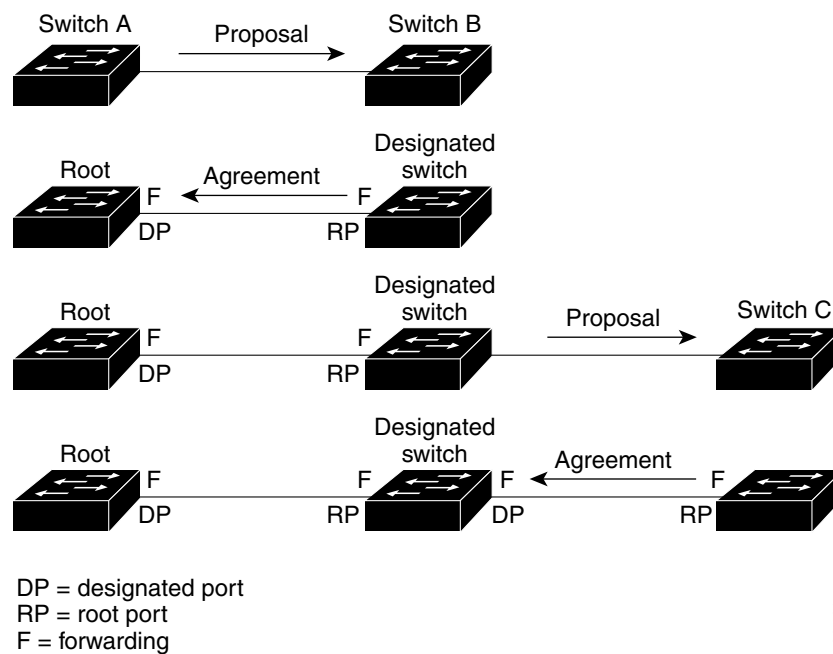 Switch A
Proposal
Switch B
Root
F
DP
Agreement
Designated
switch
F
RP
Root
F
DP
Designated
switch
F
RP
Proposal
Switch C
Root
F
DP
Designated
switch
F
RP
F
DP
Agreement
F
RP
DP = designated port
RP = root port
F = forwarding